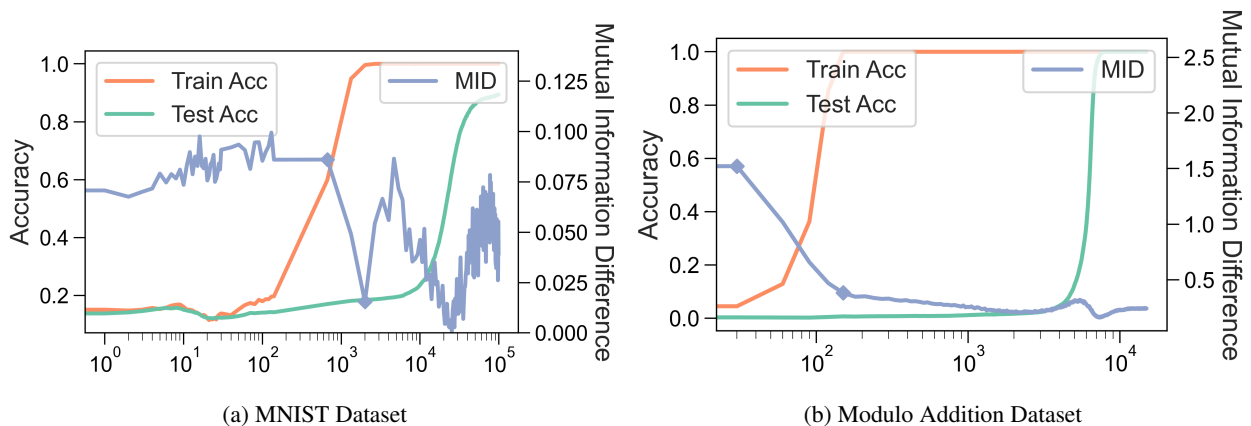 Train Acc
Test Acc
MID
Accuracy
1.0
0.8
0.6
0.4
0.2
0.125
0.100
0.075
0.050
0.025
0.000
Mutual Information Difference
10^0 10^1 10^2 10^3 10^4 10^5
(a) MNIST Dataset
Train Acc
Test Acc
MID
Accuracy
1.0
0.8
0.6
0.4
0.2
0.0
2.5
2.0
1.5
1.0
0.5
Mutual Information Difference
10^2 10^3 10^4
(b) Modulo Addition Dataset